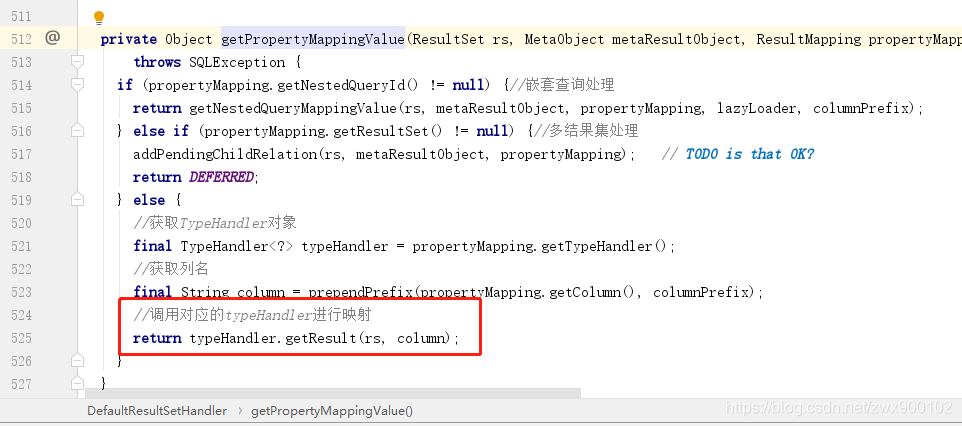 511
512 @ private Object getPropertyMappingValue(ResultSet rs, MetaObject metaResultObject, ResultMapping propertyMapp
513 throws SQLException {
514 if (propertyMapping.getNestedQueryId() != null) {//嵌套查询处理
515 return getNestedQueryMappingValue(rs, metaResultObject, propertyMapping, lazyLoader, columnPrefix);
516 } else if (propertyMapping.getResultSet() != null) {//多结果集处理
517 addPendingChildRelation(rs, metaResultObject, propertyMapping); // TODO is that OK?
518 return DEFERRED;
519 } else {
520 //获取TypeHandler对象
521 final TypeHandler<?> typeHandler = propertyMapping.getTypeHandler();
522 //获取列名
523 final String column = prependPrefix(propertyMapping.getColumn(), columnPrefix);
524 //调用对应的typeHandler进行映射
525 return typeHandler.getResult(rs, column);
526 }
527 }
DefaultResultSetHandler › getPropertyMappingValue()
https://blog.csdn.net/zwx900102